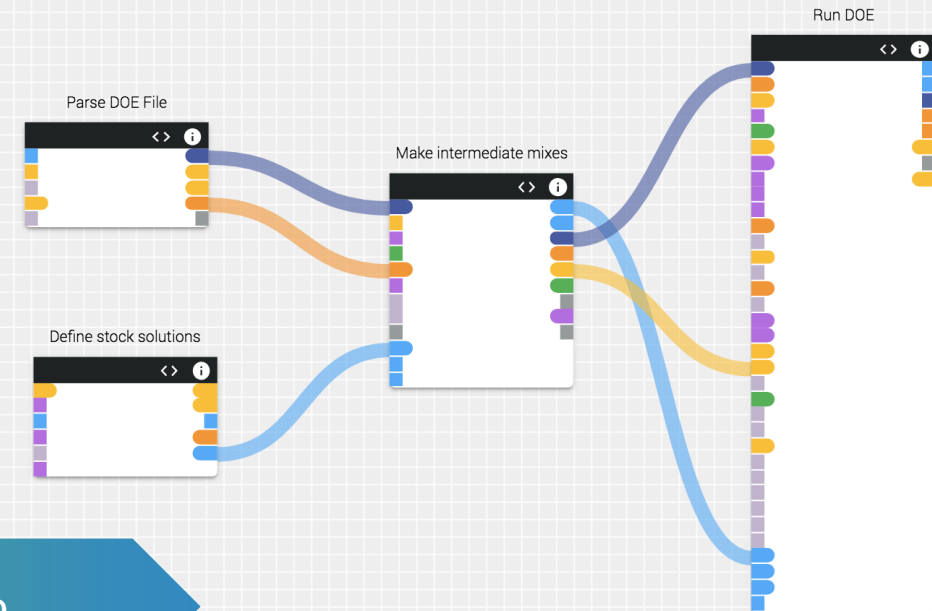 Run DOE
Parse DOE File
Make intermediate mixes
Define stock solutions